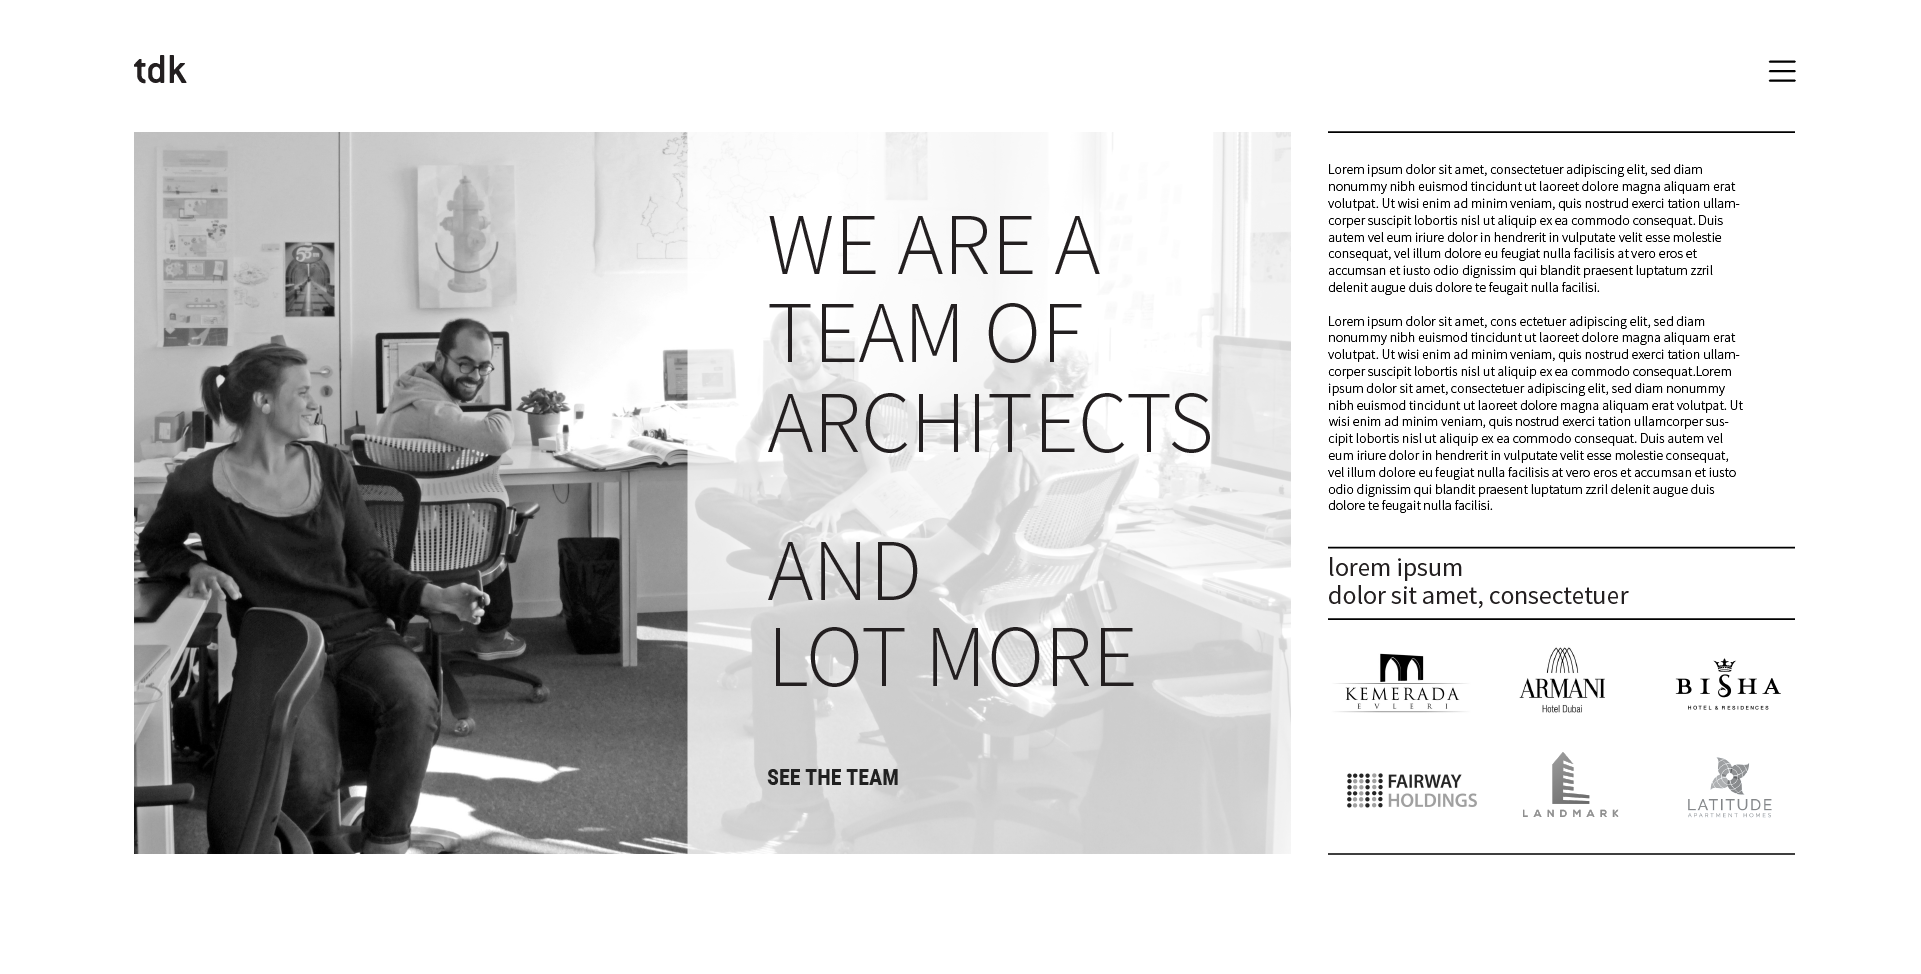 tdk
WE ARE A
TEAM OF
ARCHITECTS
AND
LOT MORE
SEE THE TEAM
Lorem ipsum dolor sit amet, consectetuer adipiscing elit, sed diam
nonummy nibh euismod tincidunt ut laoreet dolore magna aliquam erat
volutpat. Ut wisi enim ad minim veniam, quis nostrud exerci tation ullam-
corper suscipit lobortis nisl ut aliquip ex ea commodo consequat. Duis
autem vel eum iriure dolor in hendrerit in vulputate velit esse molestie
consequat, vel illum dolore eu feugiat nulla facilisis at vero eros et
accumsan et iusto odio dignissim qui blandit praesent luptatum zzril
delenit augue duis dolore te feugait nulla facilisi.
Lorem ipsum dolor sit amet, cons ectetuer adipiscing elit, sed diam
nonummy nibh euismod tincidunt ut laoreet dolore magna aliquam erat
volutpat. Ut wisi enim ad minim veniam, quis nostrud exerci tation ullam-
corper suscipit lobortis nisl ut aliquip ex ea commodo consequat.Lorem
ipsum dolor sit amet, consectetuer adipiscing elit, sed diam nonummy
nibh euismod tincidunt ut laoreet dolore magna aliquam erat volutpat. Ut
wisi enim ad minim veniam, quis nostrud exerci tation ullamcorper sus-
cipit lobortis nisl ut aliquip ex ea commodo consequat. Duis autem vel
eum iriure dolor in hendrerit in vulputate velit esse molestie consequat,
vel illum dolore eu feugiat nulla facilisis at vero eros et accumsan et iusto
odio dignissim qui blandit praesent luptatum zzril delenit augue duis
dolore te feugait nulla facilisi.
lorem ipsum
dolor sit amet, consectetuer
KEMERADA
EVLERI
ARMANI
Hotel Dubai
BISHA
HOTEL & RESIDENCES
FAIRWAY
HOLDINGS
LANDMARK
LATITUDE
APARTMENT HOMES